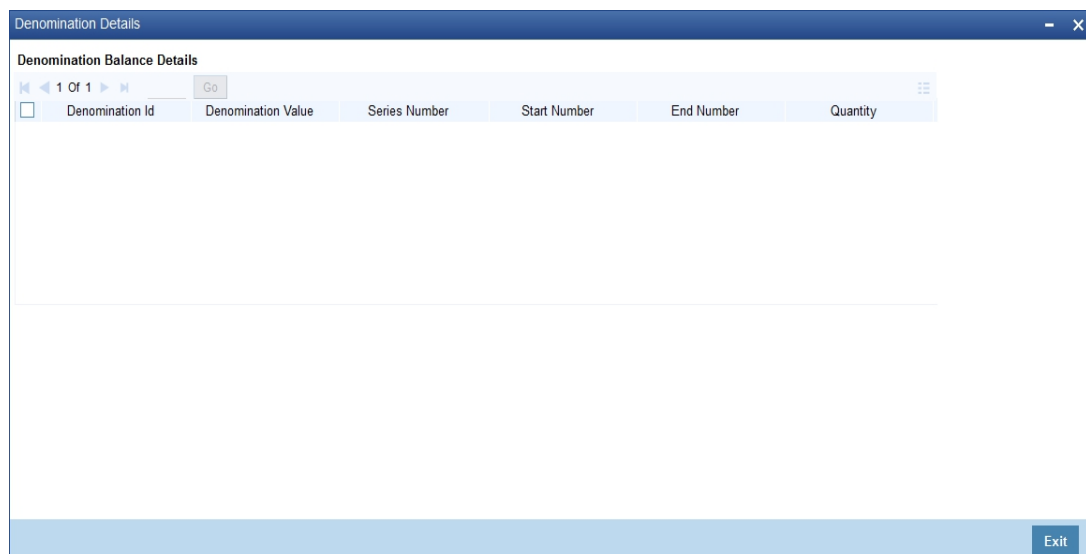 Denomination Details
Denomination Balance Details
1 Of 1 Go
Denomination Id Denomination Value Series Number Start Number End Number Quantity
Exit